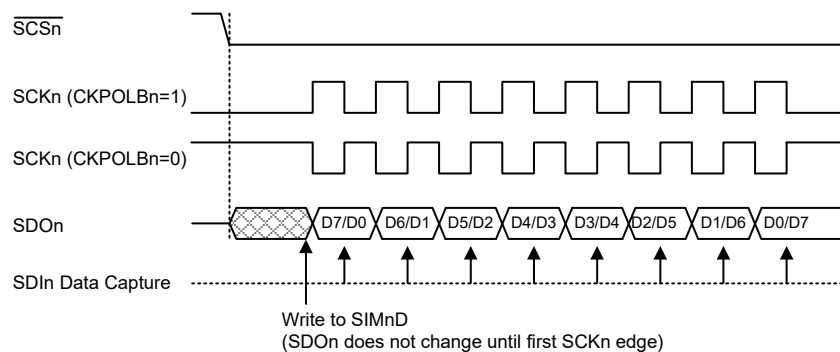 SCSn
SCKn (CKPOLBn=1)
SCKn (CKPOLBn=0)
SDOn
D7/D0 D6/D1 D5/D2 D4/D3 D3/D4 D2/D5 D1/D6 D0/D7
SDIn Data Capture
Write to SIMnD
(SDOn does not change until first SCKn edge)